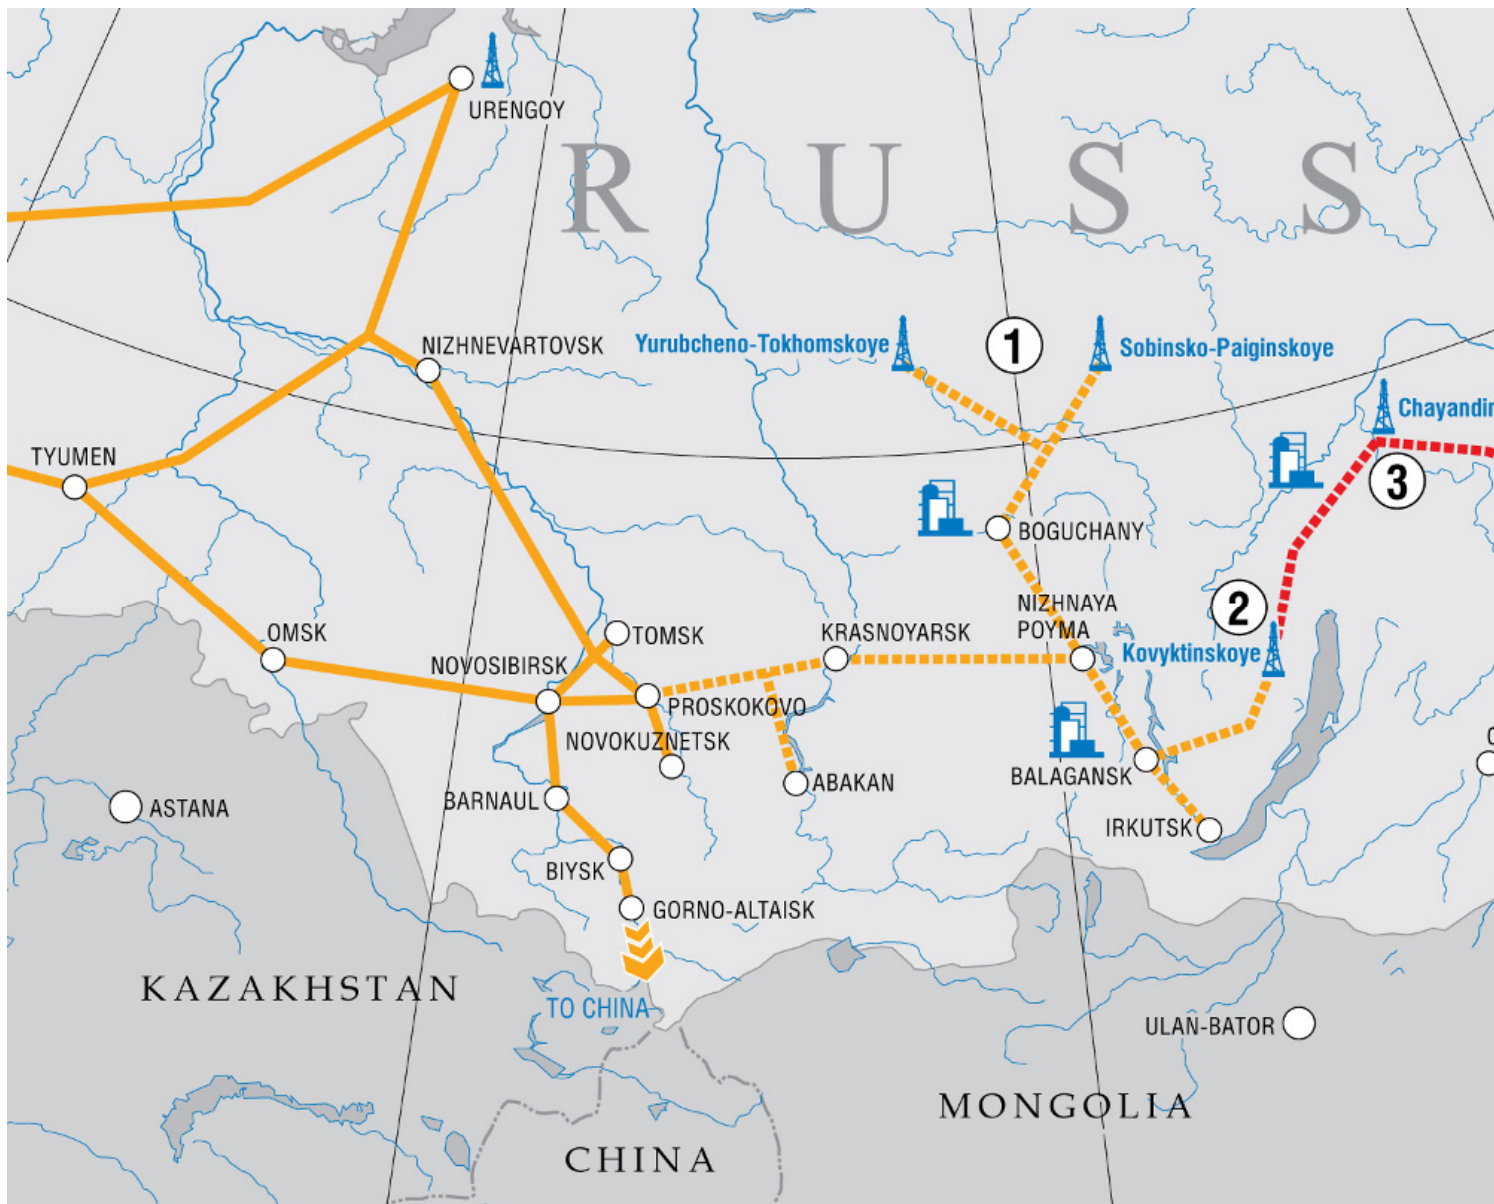 URENGOY
R U S S
NIZHNEVARTOVSK
Yurubcheno-Tokhomskoye
1
Sobinsko-Paiginskoye
Chayandin
TYUMEN
3
BOGUCHANY
2
NIZHNAYA
POYMA
OMSK
TOMSK
KRASNOYARSK
NOVOSIBIRSK
Kovyktinskoye
PROSKOKOVO
NOVOKUZNETSK
BALAGANSK
ABAKAN
BARNAUL
ASTANA
IRKUTSK
BIYSK
GORNO-ALTAISK
KAZAKHSTAN
TO CHINA
ULAN-BATOR
MONGOLIA
CHINA